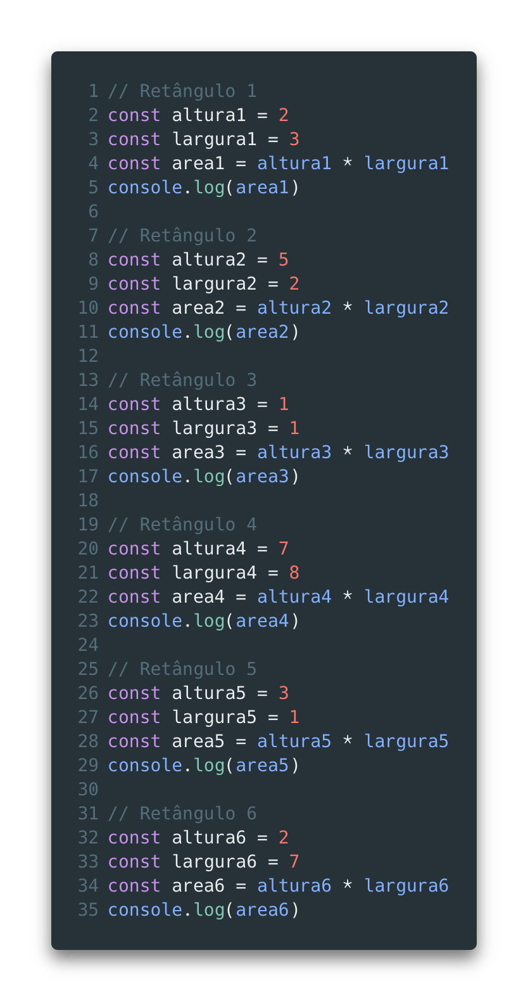 1 // Retângulo 1
2 const altura1 = 2
3 const largura1 = 3
4 const area1 = altura1 * largura1
5 console.log(area1)
6
7 // Retângulo 2
8 const altura2 = 5
9 const largura2 = 2
10 const area2 = altura2 * largura2
11 console.log(area2)
12
13 // Retângulo 3
14 const altura3 = 1
15 const largura3 = 1
16 const area3 = altura3 * largura3
17 console.log(area3)
18
19 // Retângulo 4
20 const altura4 = 7
21 const largura4 = 8
22 const area4 = altura4 * largura4
23 console.log(area4)
24
25 // Retângulo 5
26 const altura5 = 3
27 const largura5 = 1
28 const area5 = altura5 * largura5
29 console.log(area5)
30
31 // Retângulo 6
32 const altura6 = 2
33 const largura6 = 7
34 const area6 = altura6 * largura6
35 console.log(area6)